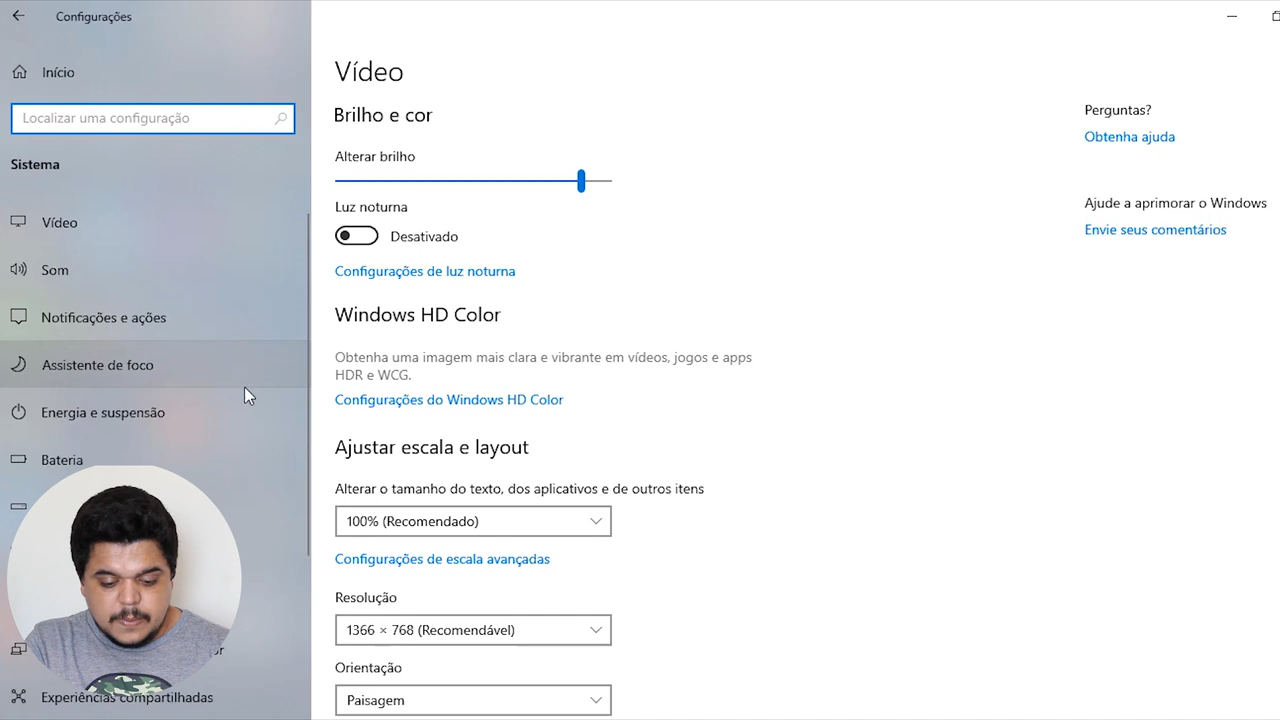 Configurações
Início
Localizar uma configuração
Sistema
Vídeo
Som
Notificações e ações
Assistente de foco
Energia e suspensão
Bateria
Experiências compartilhadas
Vídeo
Brilho e cor
Alterar brilho
Luz noturna
Desativado
Configurações de luz noturna
Windows HD Color
Obtenha uma imagem mais clara e vibrante em vídeos, jogos e apps
HDR e WCG.
Configurações do Windows HD Color
Ajustar escala e layout
Alterar o tamanho do texto, dos aplicativos e de outros itens
100% (Recomendado)
Configurações de escala avançadas
Resolução
1366 × 768 (Recomendável)
Orientação
Paisagem
Perguntas?
Obtenha ajuda
Ajude a aprimorar o Windows
Envie seus comentários